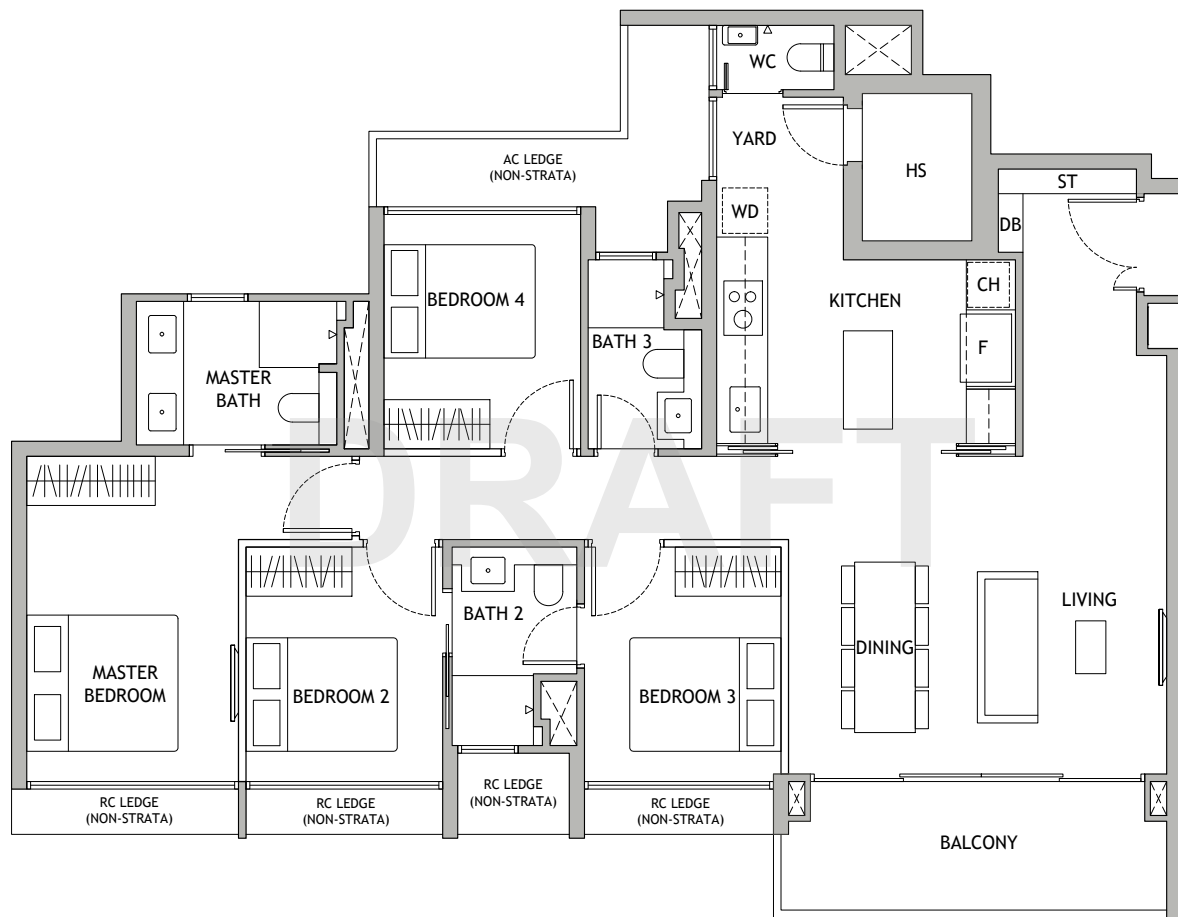 WC
YARD
AC LEDGE
(NON-STRATA)
HS
ST
WD
DB
BEDROOM 4
KITCHEN
CH
BATH 3
F
MASTER
BATH
DRAFT
LIVING
BATH 2
DINING
MASTER
BEDROOM
BEDROOM 2
BEDROOM 3
RC LEDGE
(NON-STRATA)
RC LEDGE
(NON-STRATA)
RC LEDGE
(NON-STRATA)
RC LEDGE
(NON-STRATA)
BALCONY